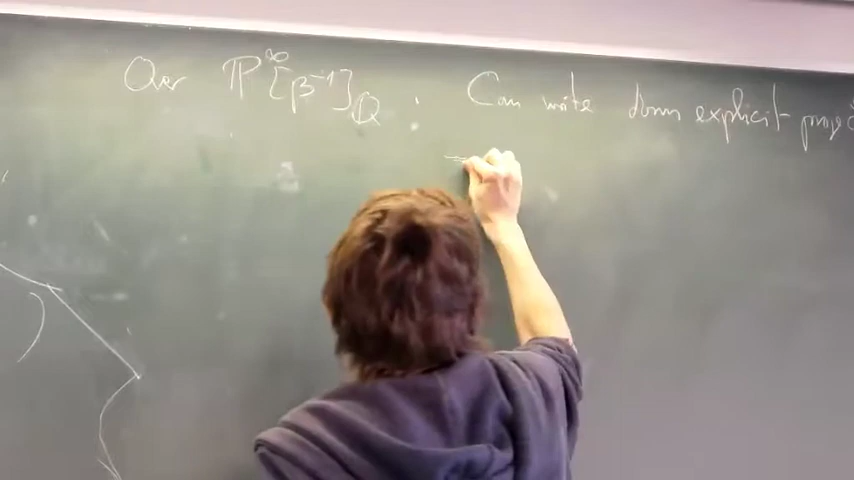 Over P^∞[β^{-1}]_Q . Can write down explicit